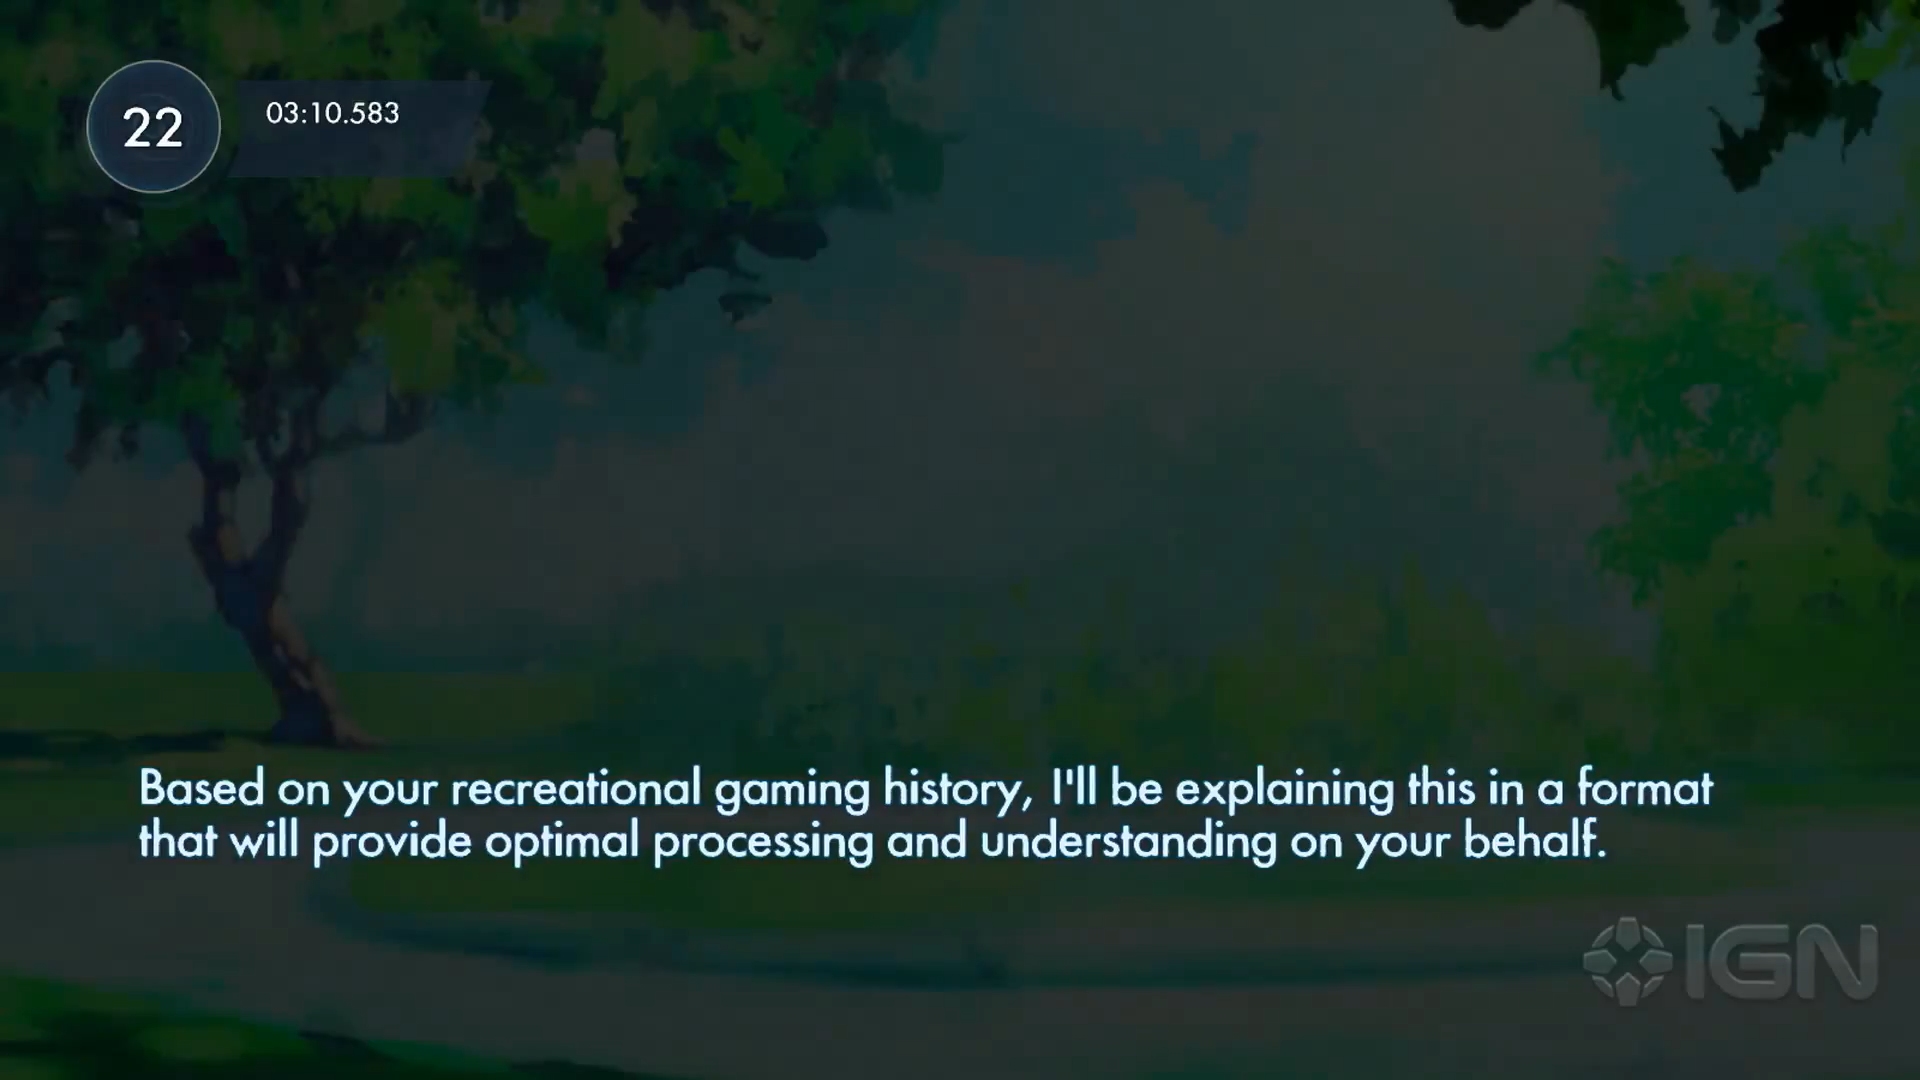 22
03:10.583
Based on your recreational gaming history, I'll be explaining this in a format
that will provide optimal processing and understanding on your behalf.
IGN